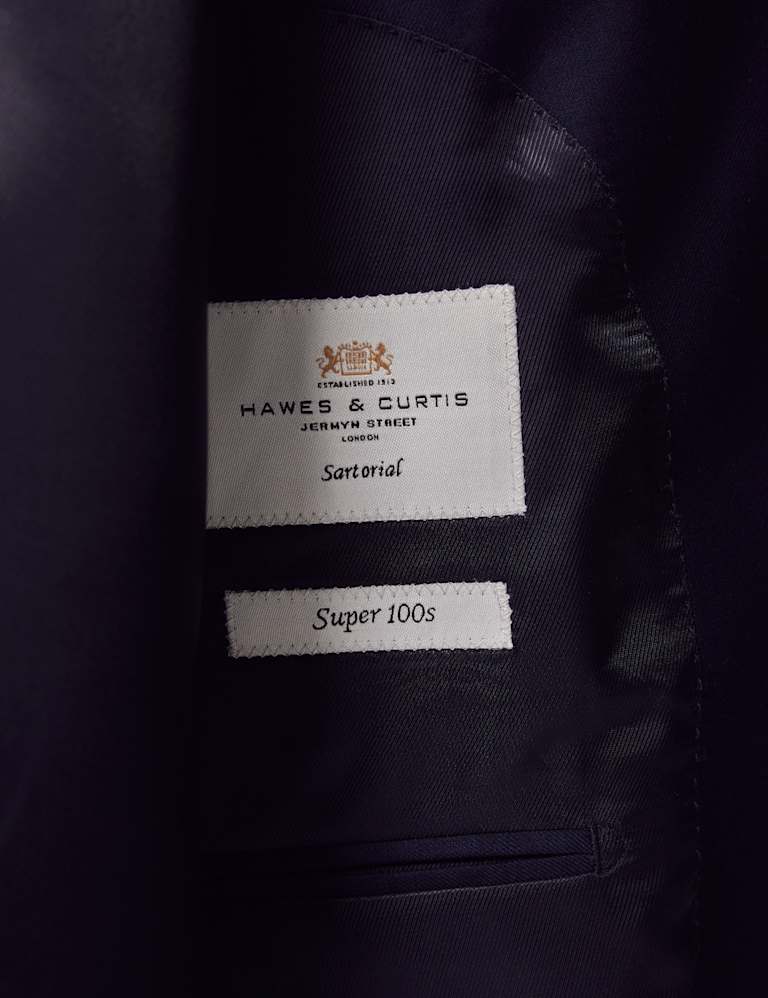 ESTABLISHED 1913
HAWES & CURTIS
JERMYN STREET
LONDON
Sartorial
Super 100s